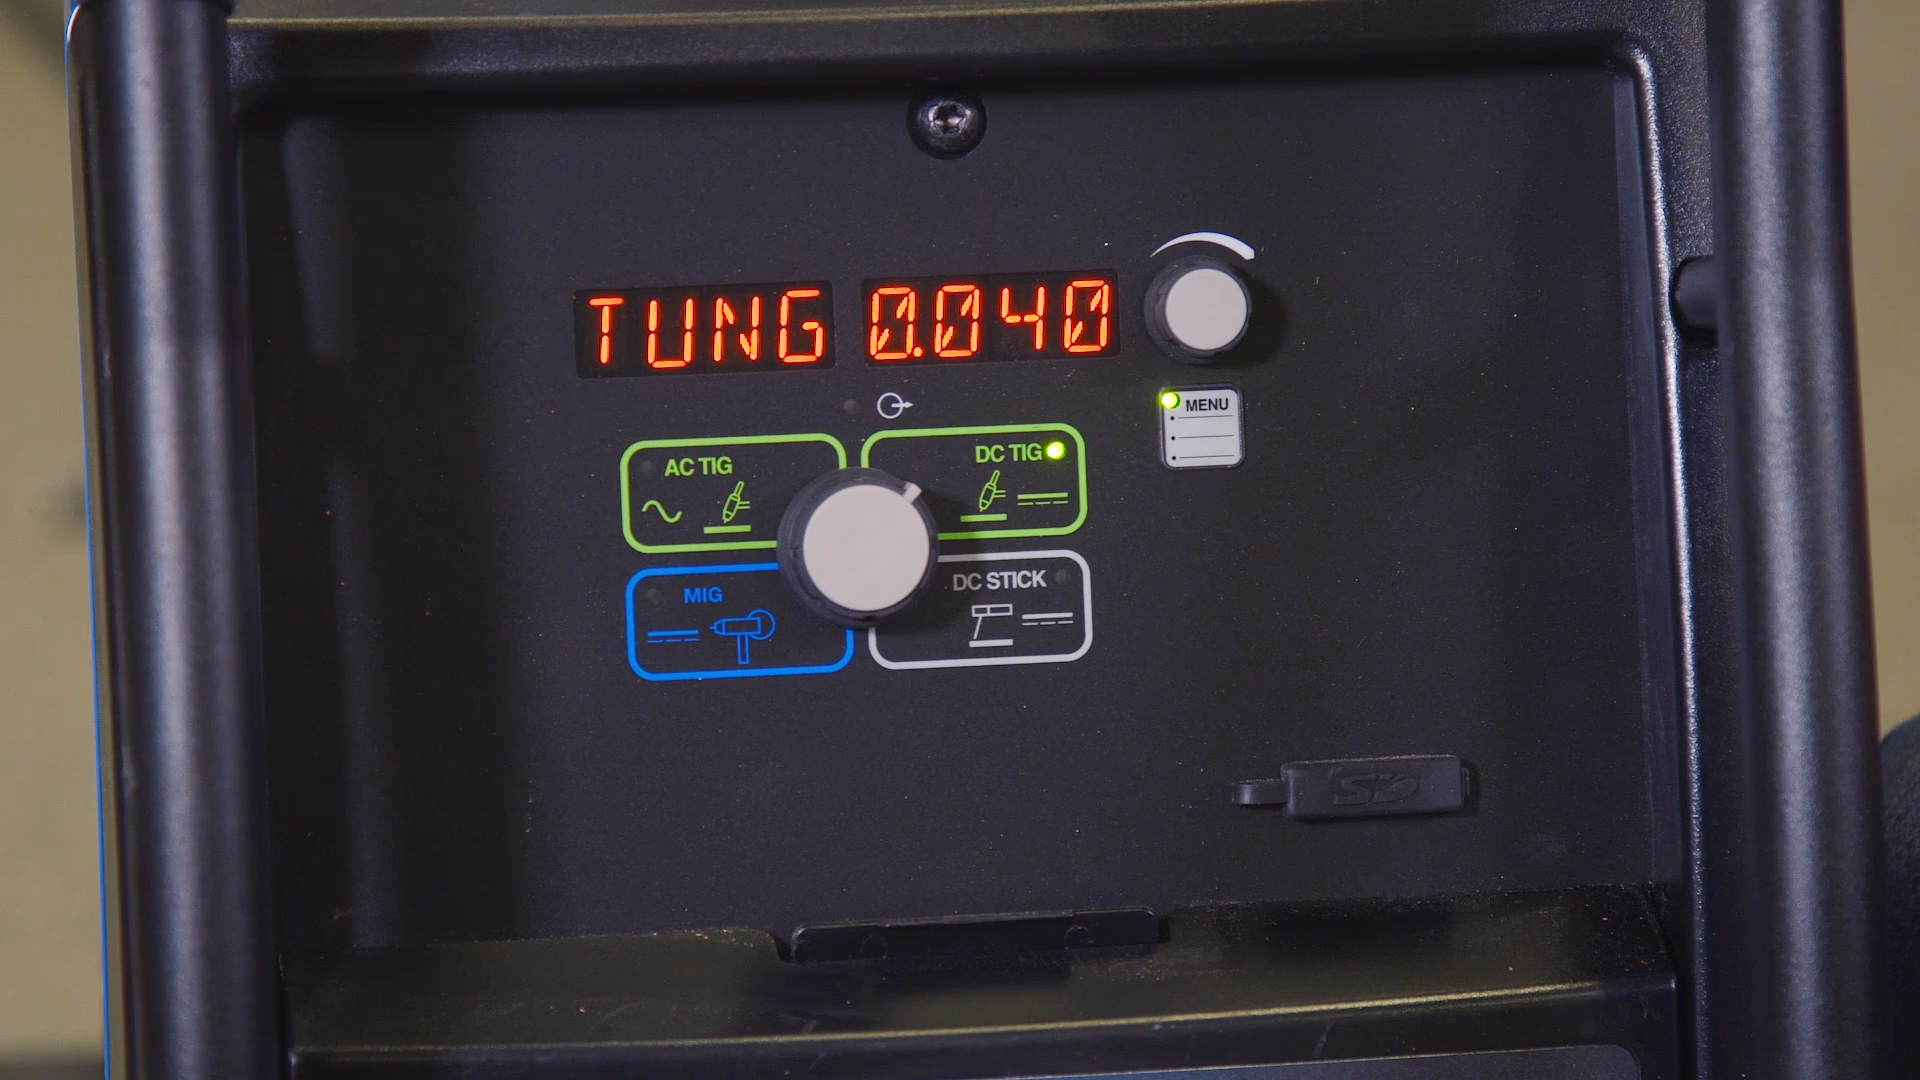 TUNG 0.040
MENU
AC TIG
DC TIG
MIG
DC STICK
SD